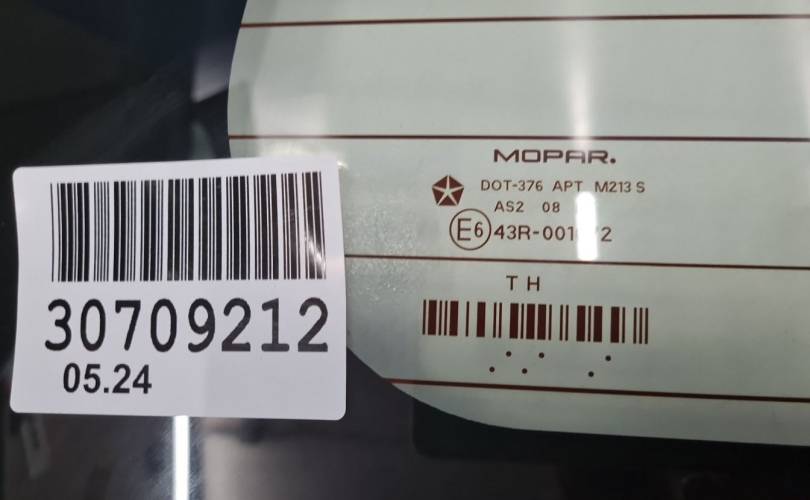 MOPAR.
DOT-376 APT M213 S
AS2 08
E6
TH
30709212
05.24